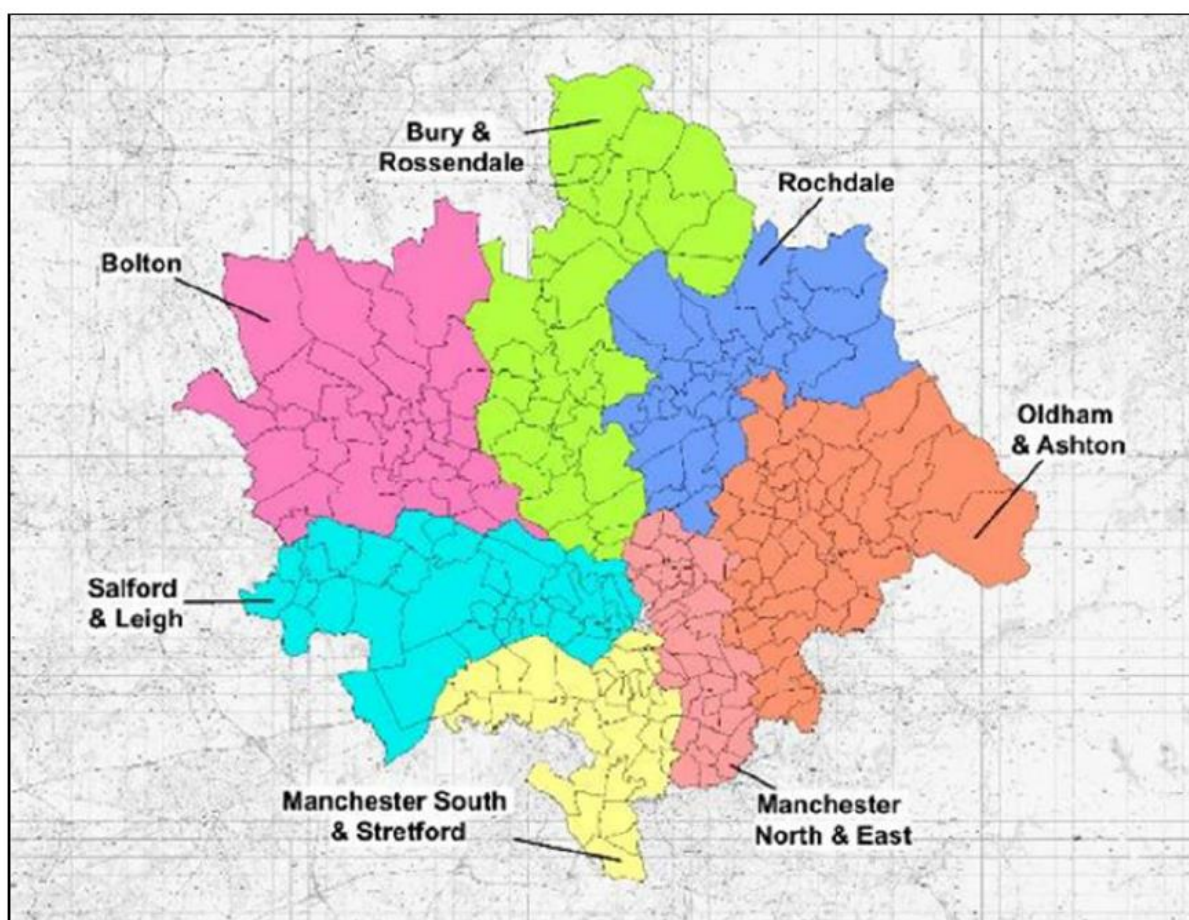 Bury &
Rossendale
Rochdale
Bolton
Oldham
& Ashton
Salford
& Leigh
Manchester South
& Stretford
Manchester
North & East